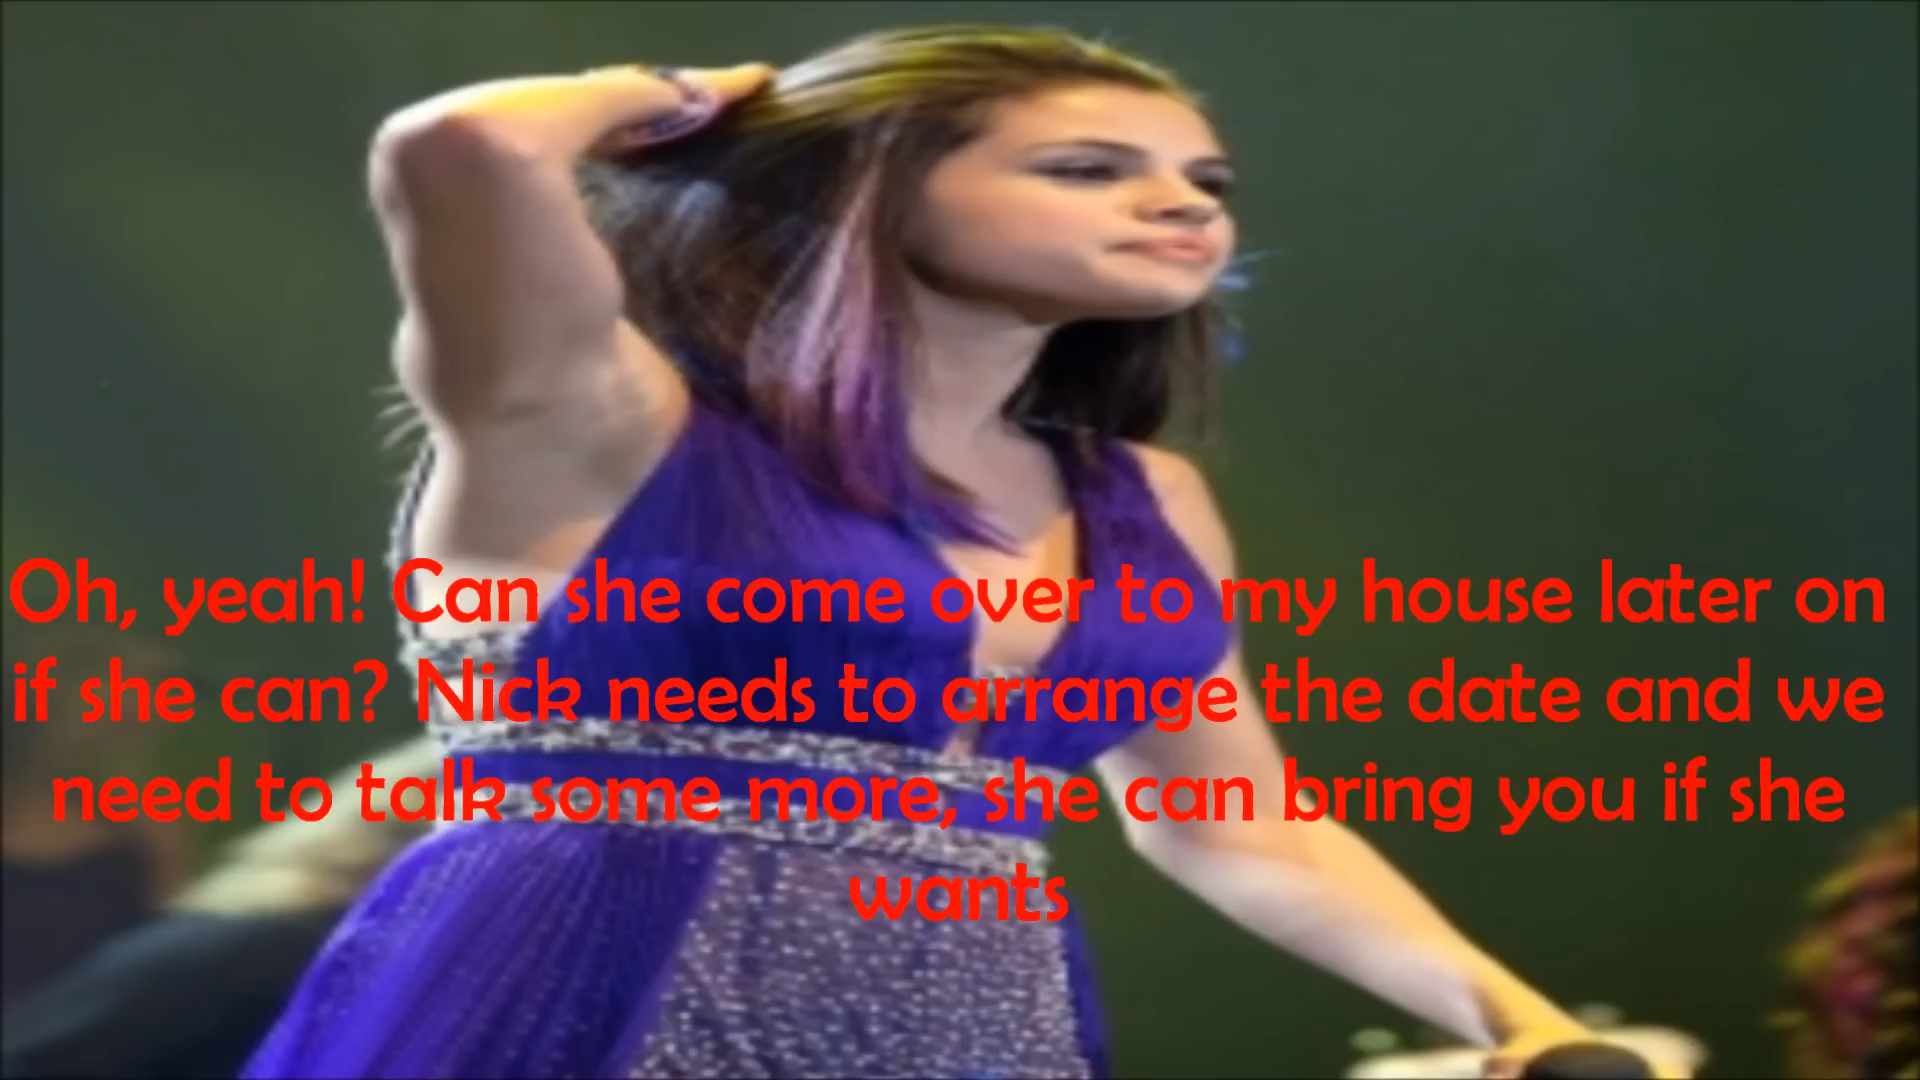 Oh, yeah! Can she come over to my house later on
if she can? Nick needs to arrange the date and we
need to talk some more, she can bring you if she
wants